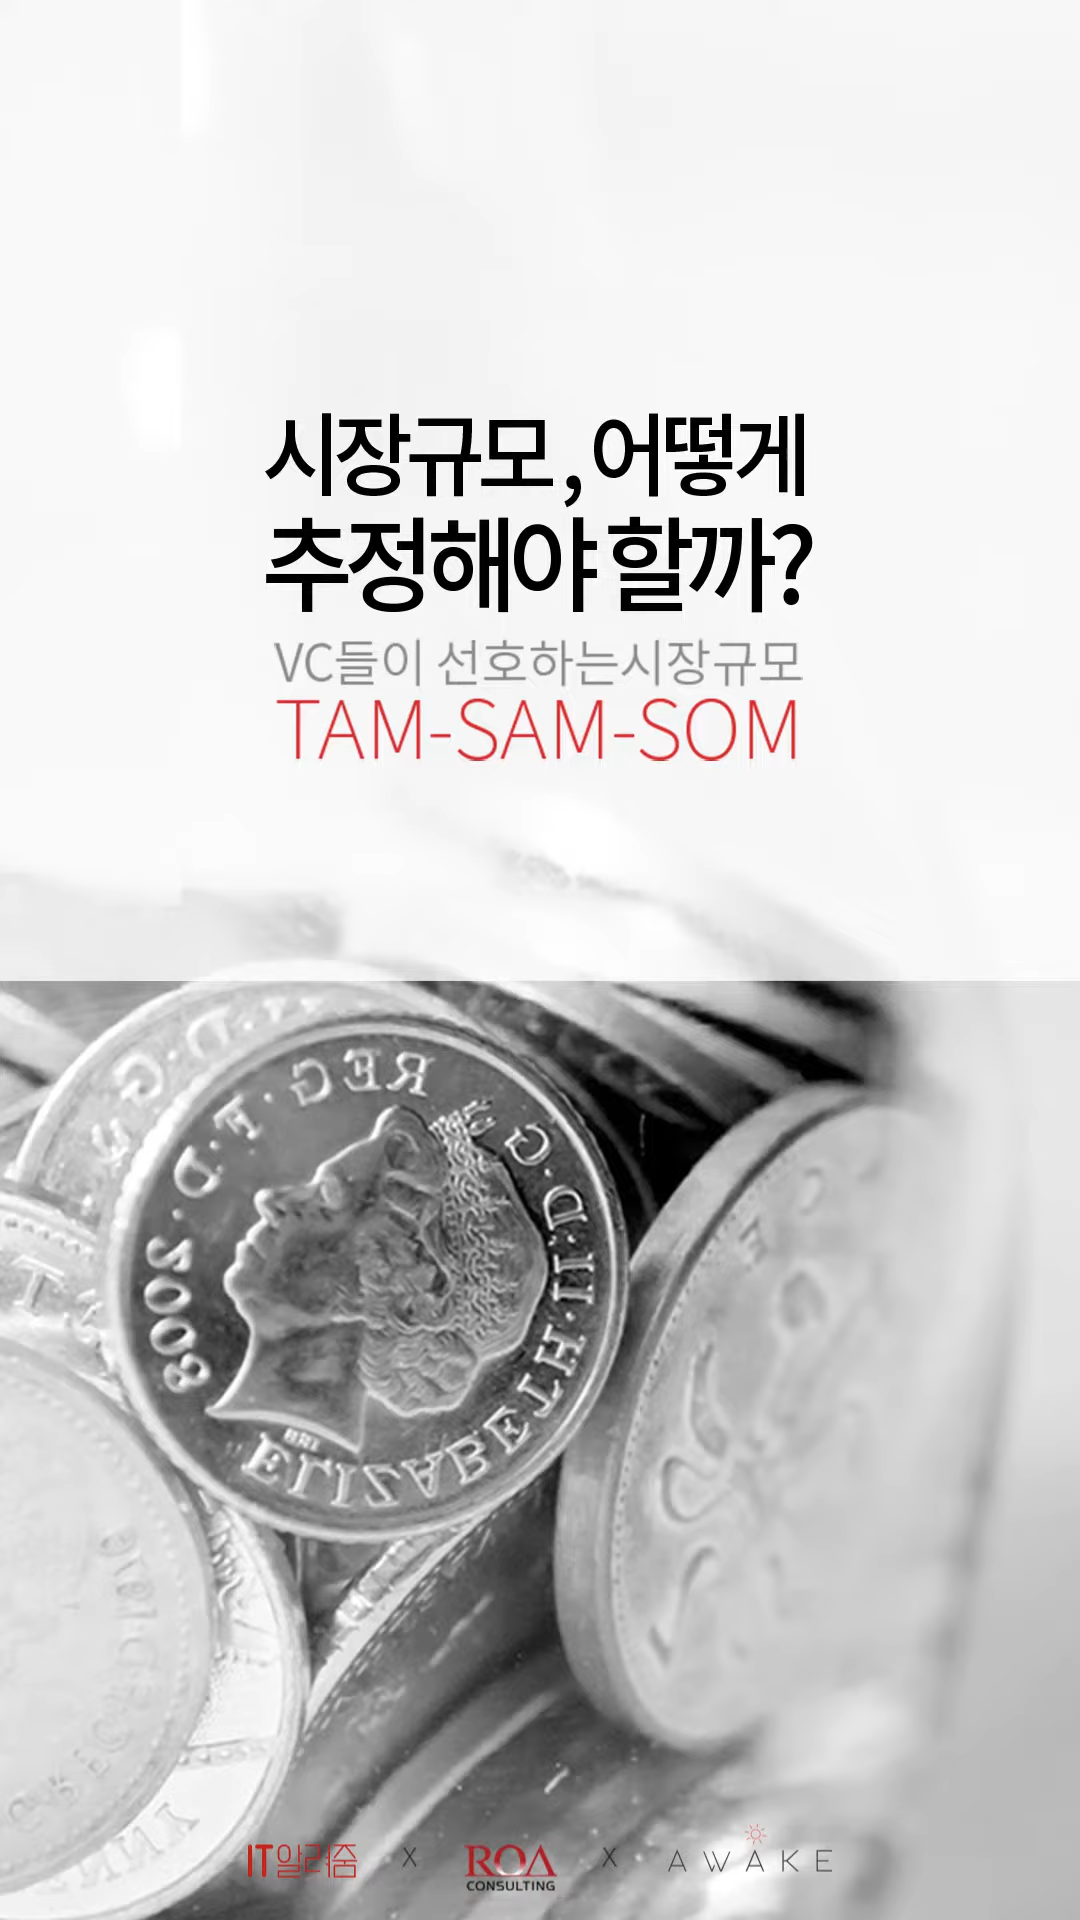 시장규모, 어떻게
추정해야 할까?
VC들이 선호하는시장규모
TAM-SAM-SOM
ELIZABETH·II·D·G
REG·F·D·2008
IT알려줌 X ROA CONSULTING X AWAKE